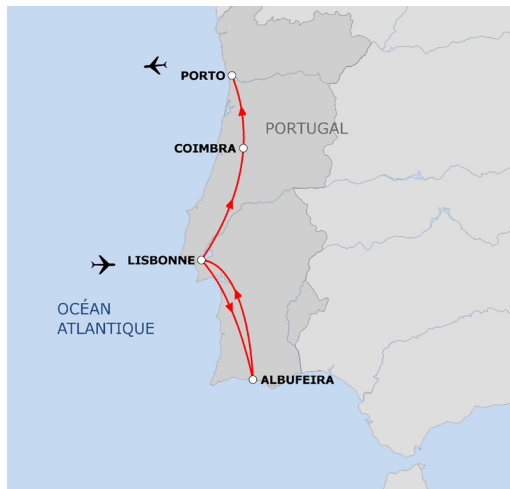 PORTO
PORTUGAL
COIMBRA
LISBONNE
OCÉAN
ATLANTIQUE
ALBUFEIRA